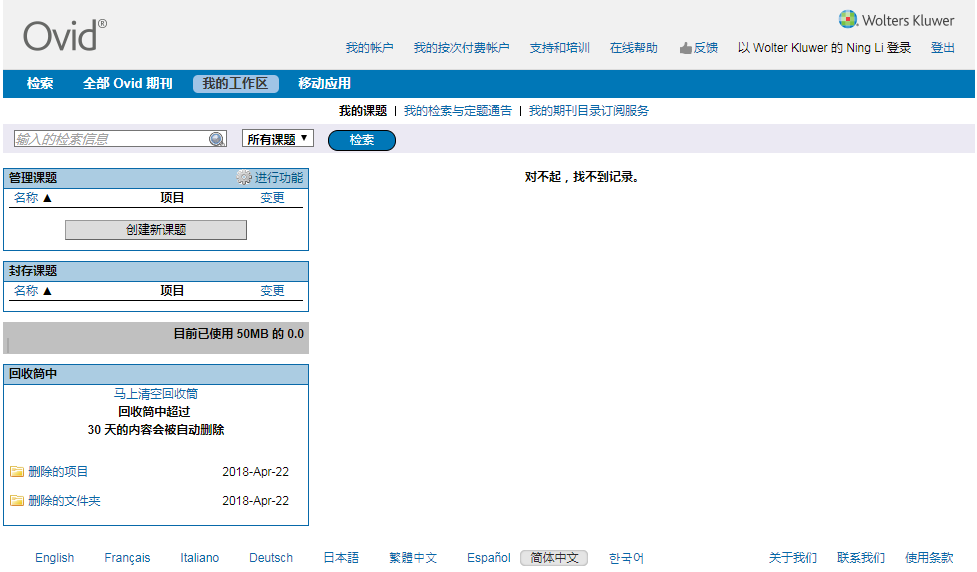 Ovid®
Wolters Kluwer
我的帐户 我的按次付费帐户 支持和培训 在线帮助 反馈 以 Wolter Kluwer 的 Ning Li 登录 登出
检索 全部 Ovid 期刊 我的工作区 移动应用
我的课题 | 我的检索与定题通告 | 我的期刊目录订阅服务
输入的检索信息 所有课题 ▼ 检索
管理课题 进行功能
名称 ▲ 项目 变更
创建新课题
对不起，找不到记录。
封存课题
名称 ▲ 项目 变更
目前已使用 50MB 的 0.0
回收筒中
马上清空回收筒
回收筒中超过
30 天的内容会被自动删除
删除的项目 2018-Apr-22
删除的文件夹 2018-Apr-22
English Français Italiano Deutsch 日本語 繁體中文 Español 简体中文 한국어 关于我们 联系我们 使用条款